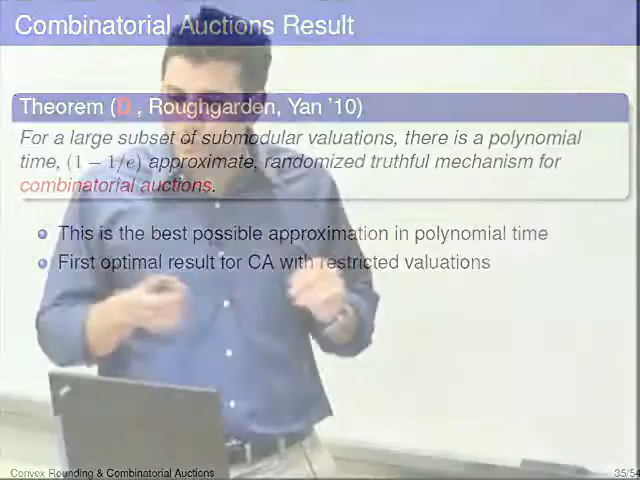 Combinatorial Auctions Result
Theorem (D., Roughgarden, Yan '10)
For a large subset of submodular valuations, there is a polynomial
time, (1 − 1/e) approximate, randomized truthful mechanism for
combinatorial auctions.
This is the best possible approximation in polynomial time
First optimal result for CA with restricted valuations
Convex Rounding & Combinatorial Auctions
35/54